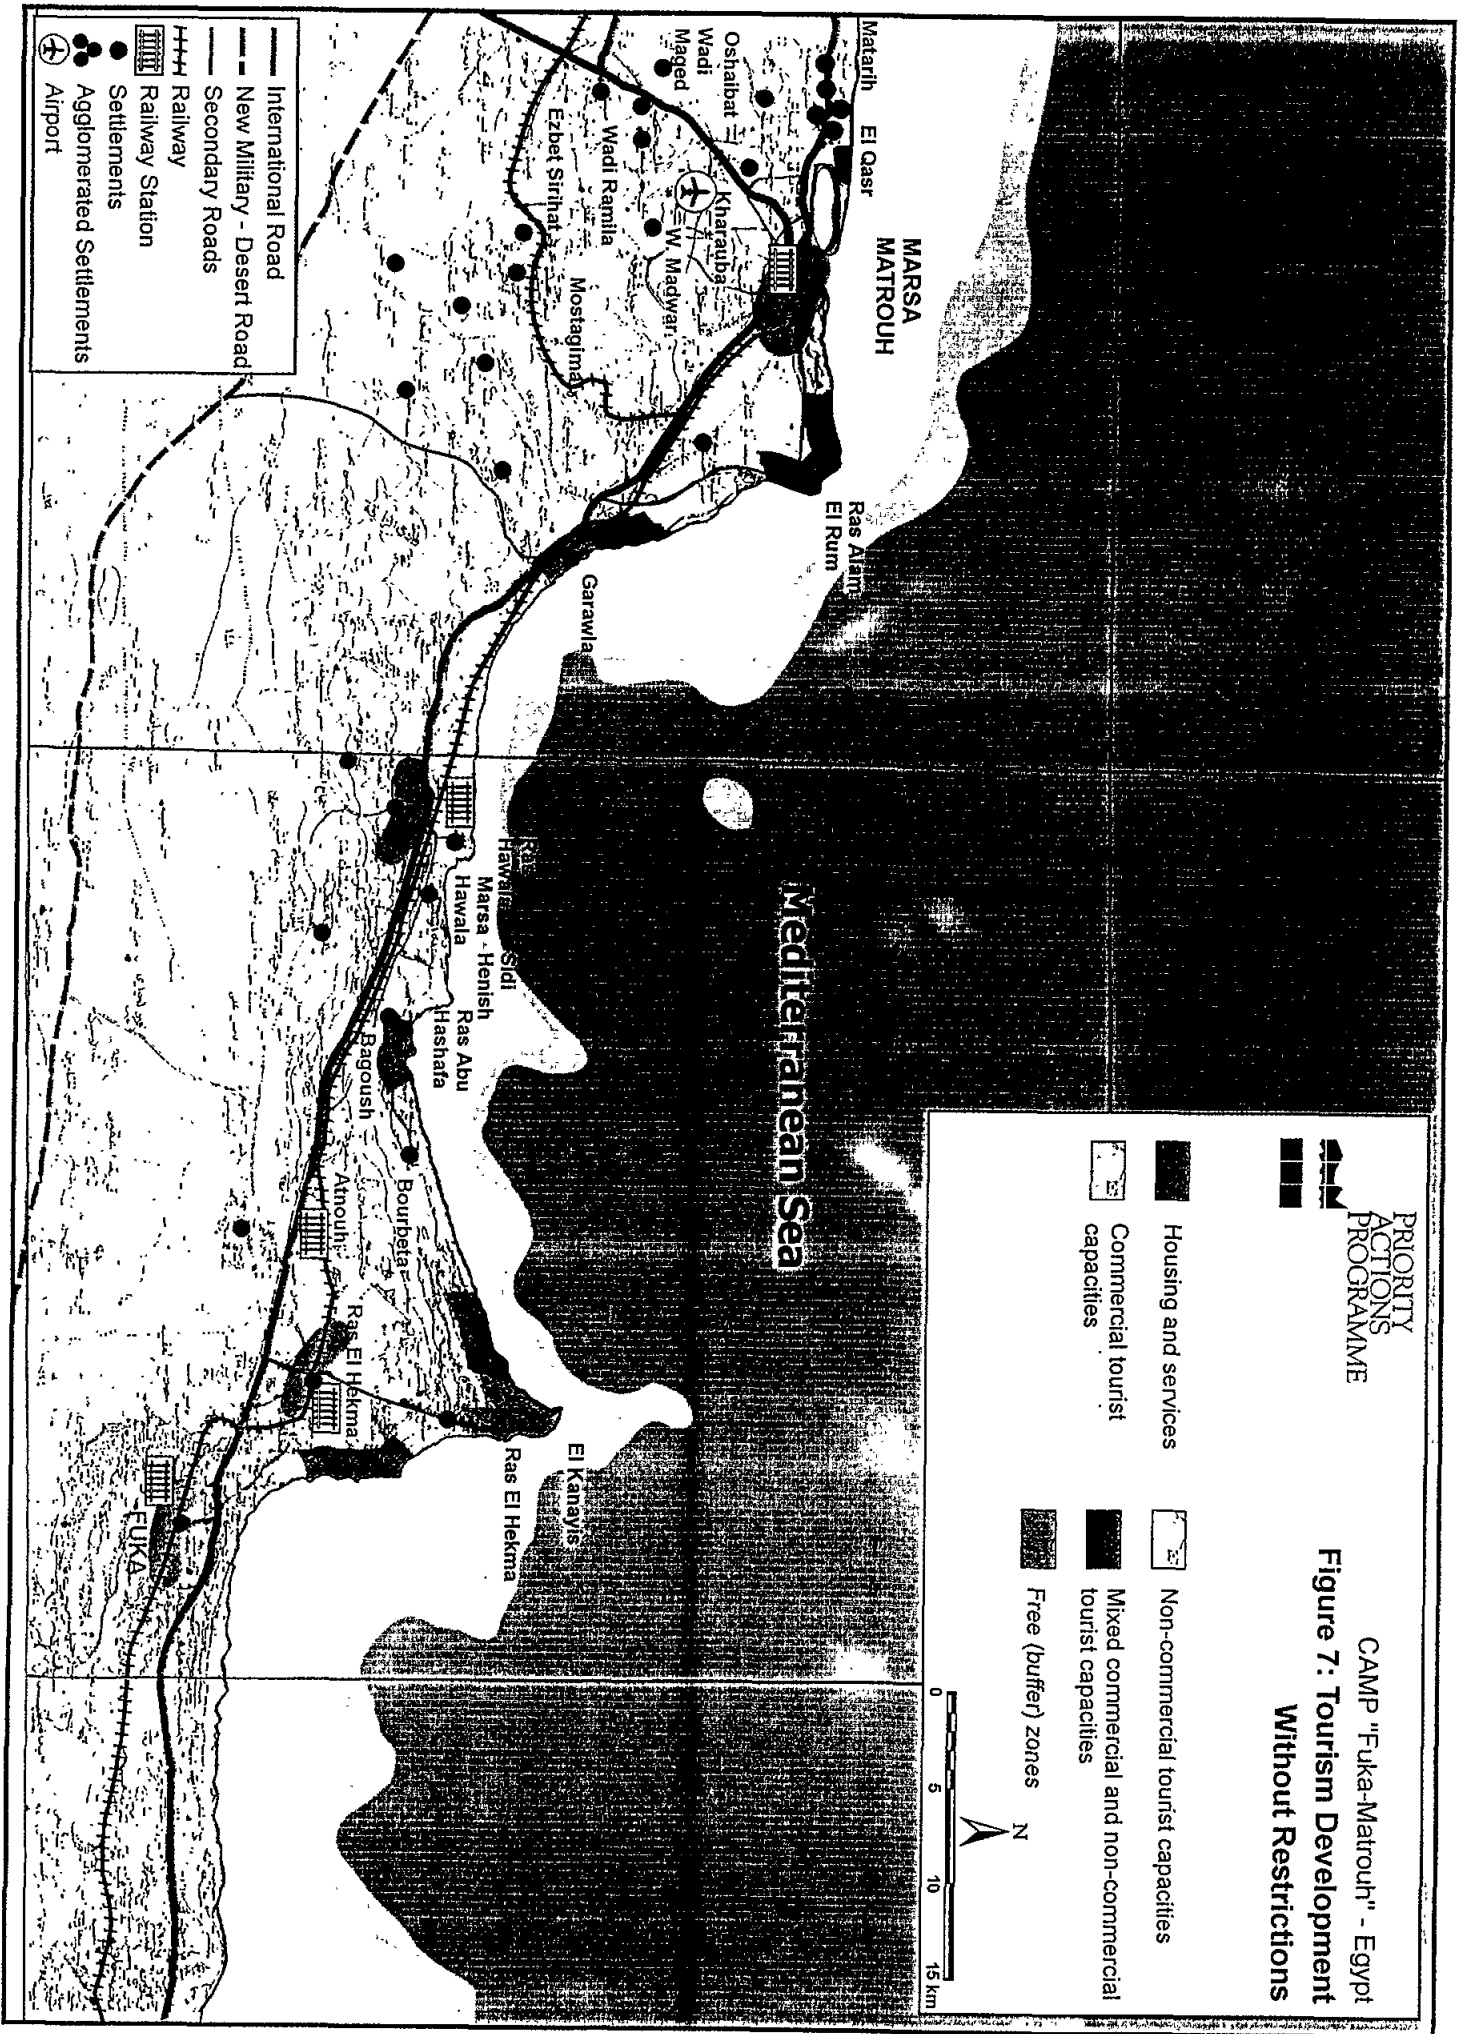 PRIORITY
ACTIONS
PROGRAMME
CAMP "Fuka-Matrouh" - Egypt
Figure 7: Tourism Development
Without Restrictions
Housing and services
Commercial tourist
capacities
Non-commercial tourist capacities
Mixed commercial and non-commercial
tourist capacities
Free (buffer) zones
N
0 5 10 15 km
Mediterranean Sea
Matarih
El Qasr
MARSA
MATROUH
Oshaibat
Wadi
Maged
Kharauba
W. Madwar
Wadi Ramila
Ezbet Sirihat
Mostagimal
Ras Alam
El Rum
Garawla
Ras
Hawala
Sidi
Henish
Marsa
Hawala
Ras Abu
Hashafa
Bagoush
Bourbeta
Atnouh
Ras El Hekma
El Kanayis
Ras El Hekma
FUKA
International Road
New Military - Desert Road
Secondary Roads
Railway
Railway Station
Settlements
Agglomerated Settlements
Airport